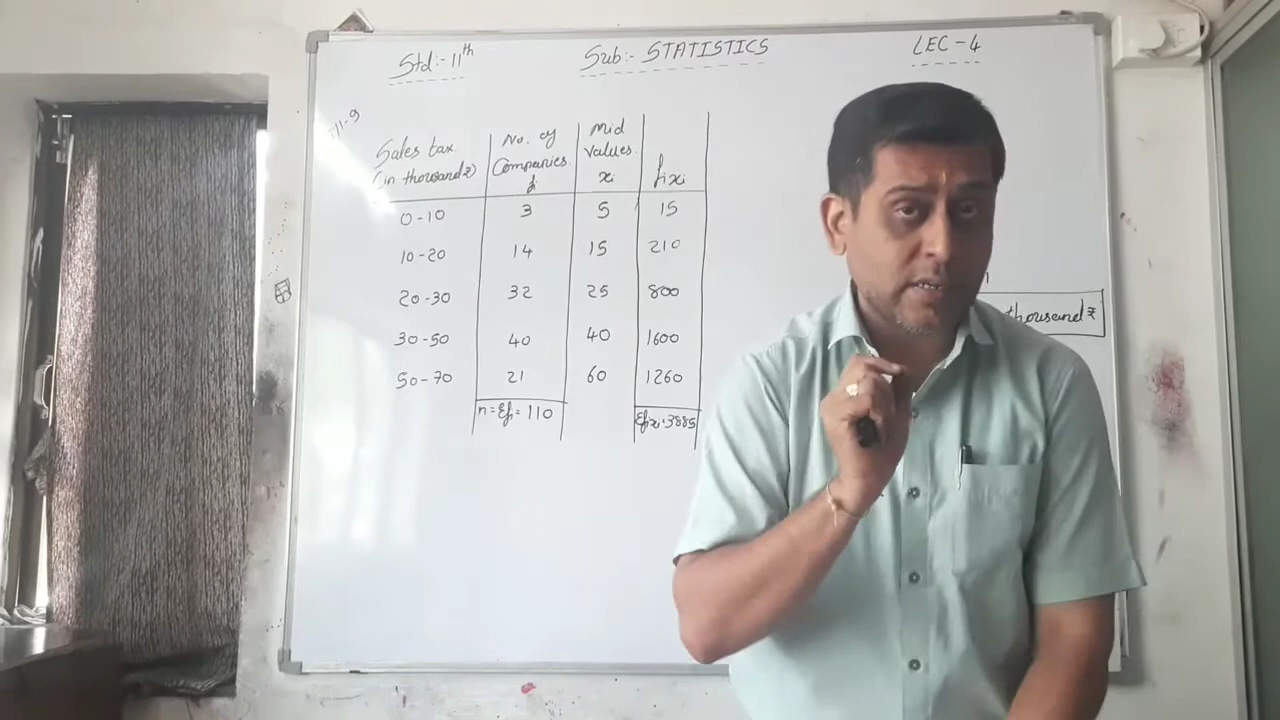 Std:- 11th
Sub:- STATISTICS
LEC-4
Sales tax
(in thousand ₹)
No. of
Companies
fi
Mid
Values
xi
fixi
0-10 3 5 15
10-20 14 15 210
20-30 32 25 800
30-50 40 40 1600
50-70 21 60 1260
n=Σfi=110 Σfixi=3885
thousand ₹